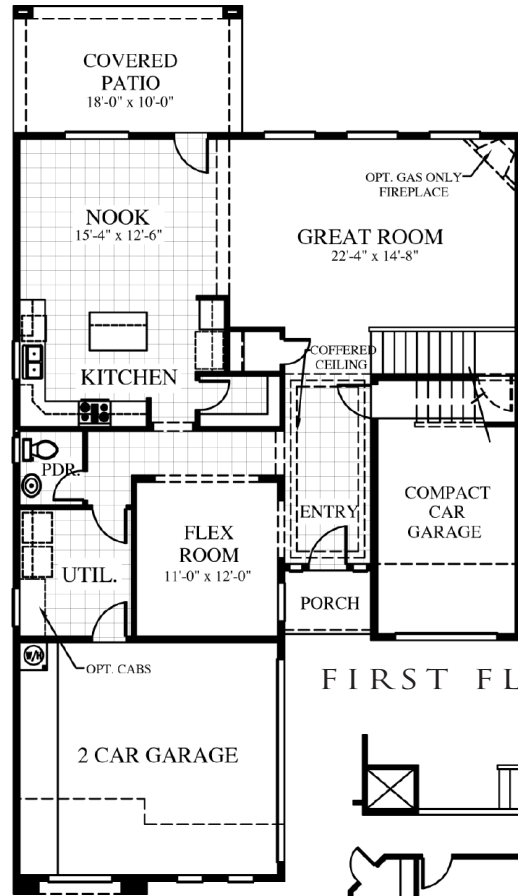 COVERED
PATIO
18'-0" x 10'-0"
OPT. GAS ONLY
FIREPLACE
NOOK
15'-4" x 12'-6"
GREAT ROOM
22'-4" x 14'-8"
COFFERED
CEILING
KITCHEN
PDR.
COMPACT
CAR
GARAGE
ENTRY
FLEX
ROOM
11'-0" x 12'-0"
UTIL.
PORCH
W/H
OPT. CABS
FIRST FL
2 CAR GARAGE